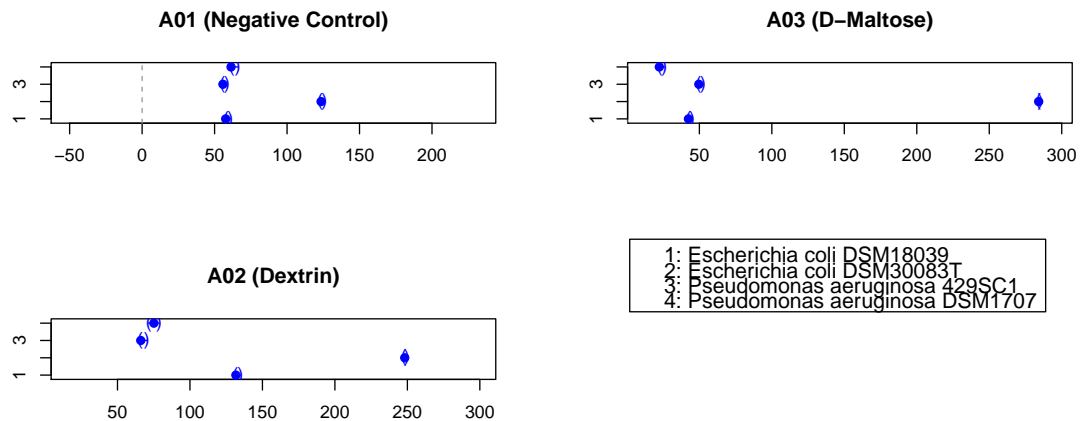 A01 (Negative Control)
3
1
−50 0 50 100 150 200
A03 (D−Maltose)
3
1
50 100 150 200 250 300
A02 (Dextrin)
3
1
50 100 150 200 250 300
1: Escherichia coli DSM18039
2: Escherichia coli DSM30083T
3: Pseudomonas aeruginosa 429SC1
4: Pseudomonas aeruginosa DSM1707